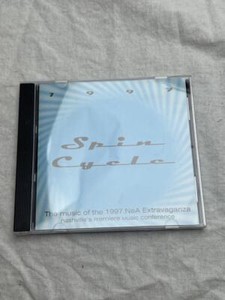 1997
Spin
Cycle
The music of the 1997 NeA Extravaganza
nashville's premiere music conference